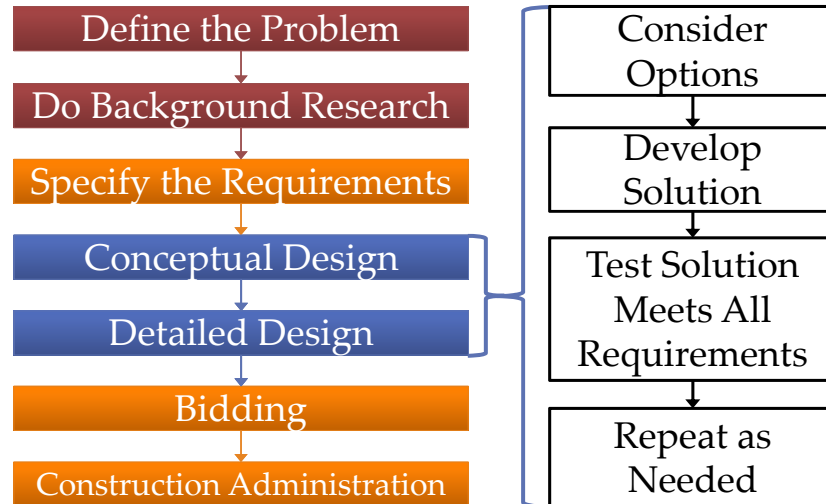 Define the Problem
Do Background Research
Specify the Requirements
Conceptual Design
Detailed Design
Bidding
Construction Administration
Consider
Options
Develop
Solution
Test Solution
Meets All
Requirements
Repeat as
Needed